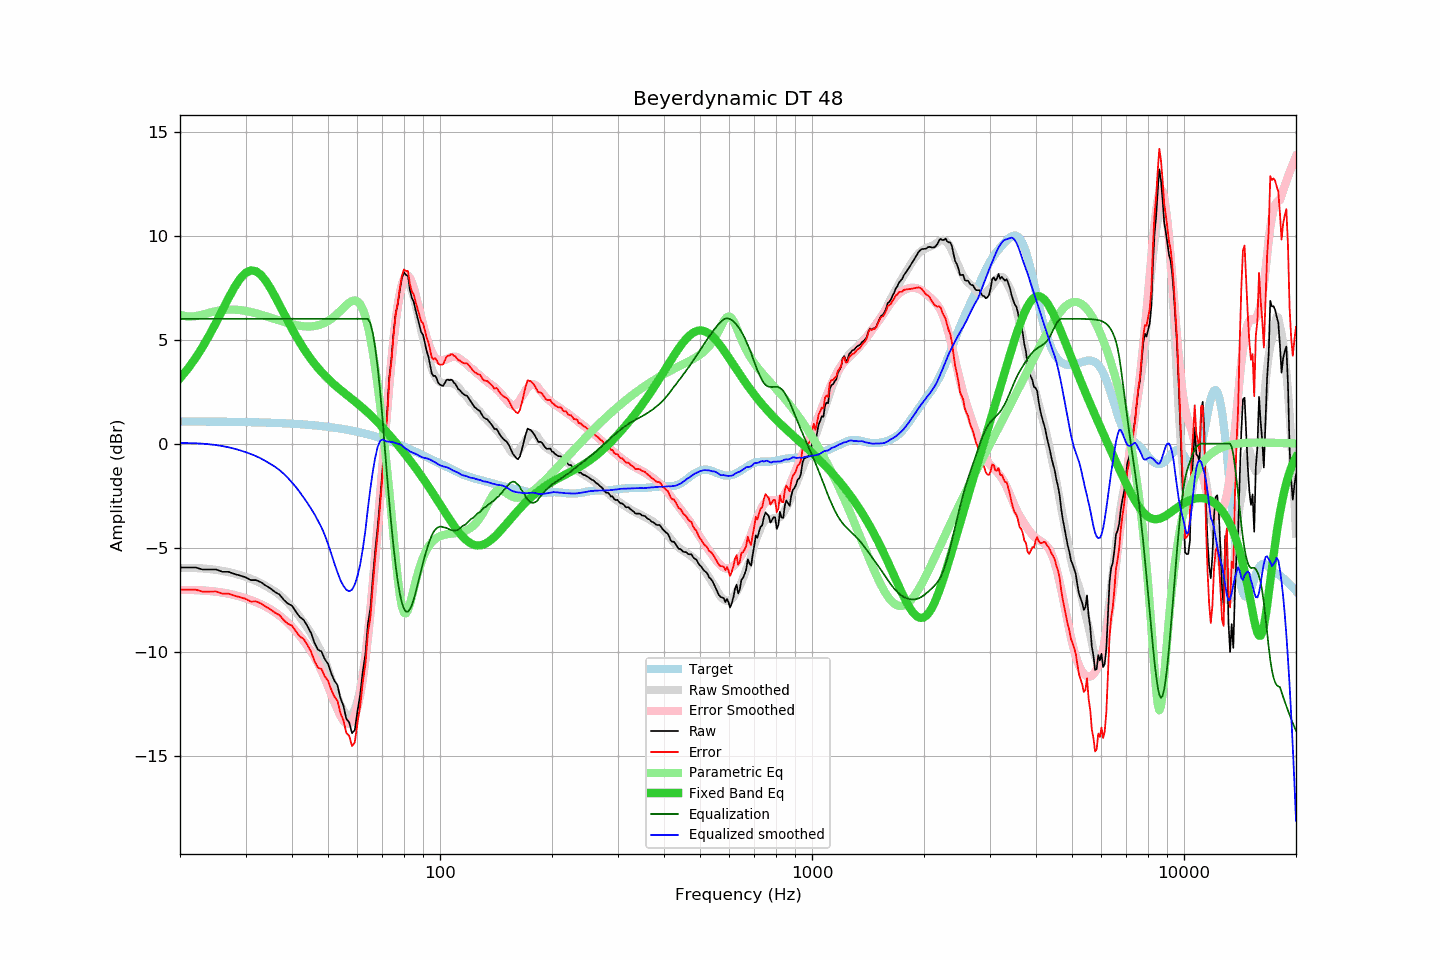 Beyerdynamic DT 48
15
10
5
0
−5
−10
−15
Amplitude (dBr)
Target
Raw Smoothed
Error Smoothed
Raw
Error
Parametric Eq
Fixed Band Eq
Equalization
Equalized smoothed
100
1000
10000
Frequency (Hz)